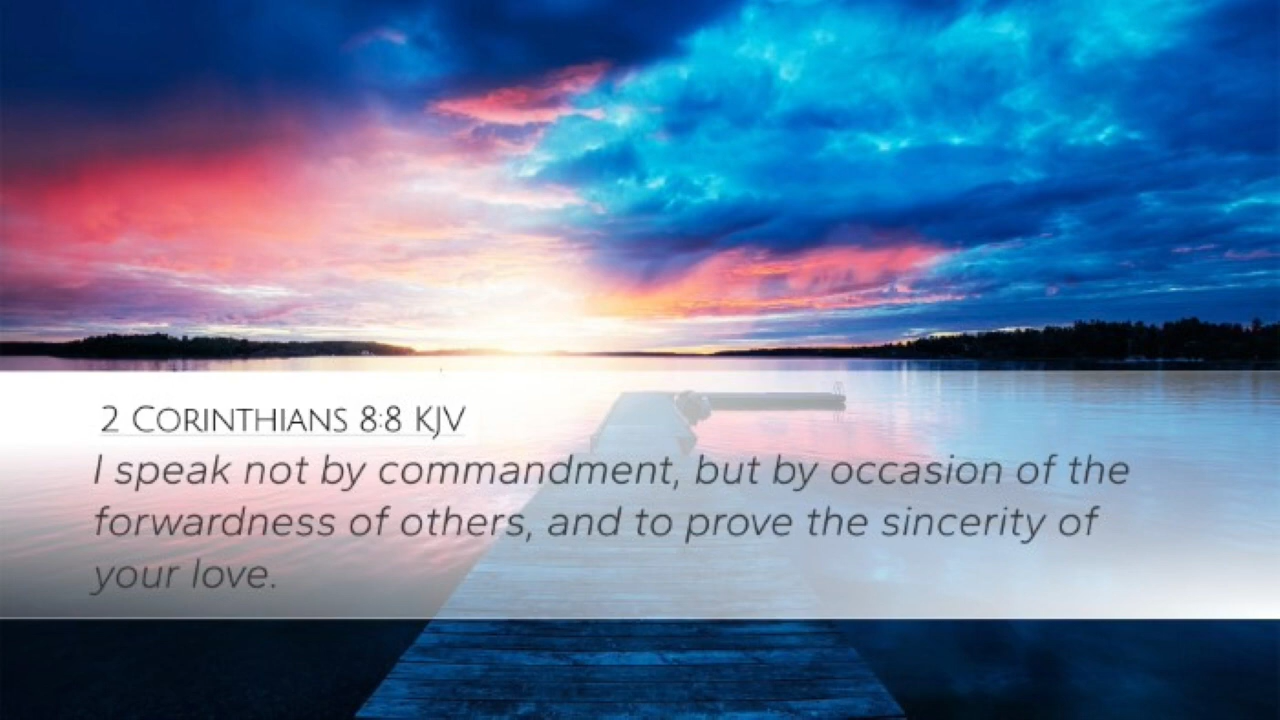 2 Corinthians 8:8 KJV
I speak not by commandment, but by occasion of the
forwardness of others, and to prove the sincerity of
your love.